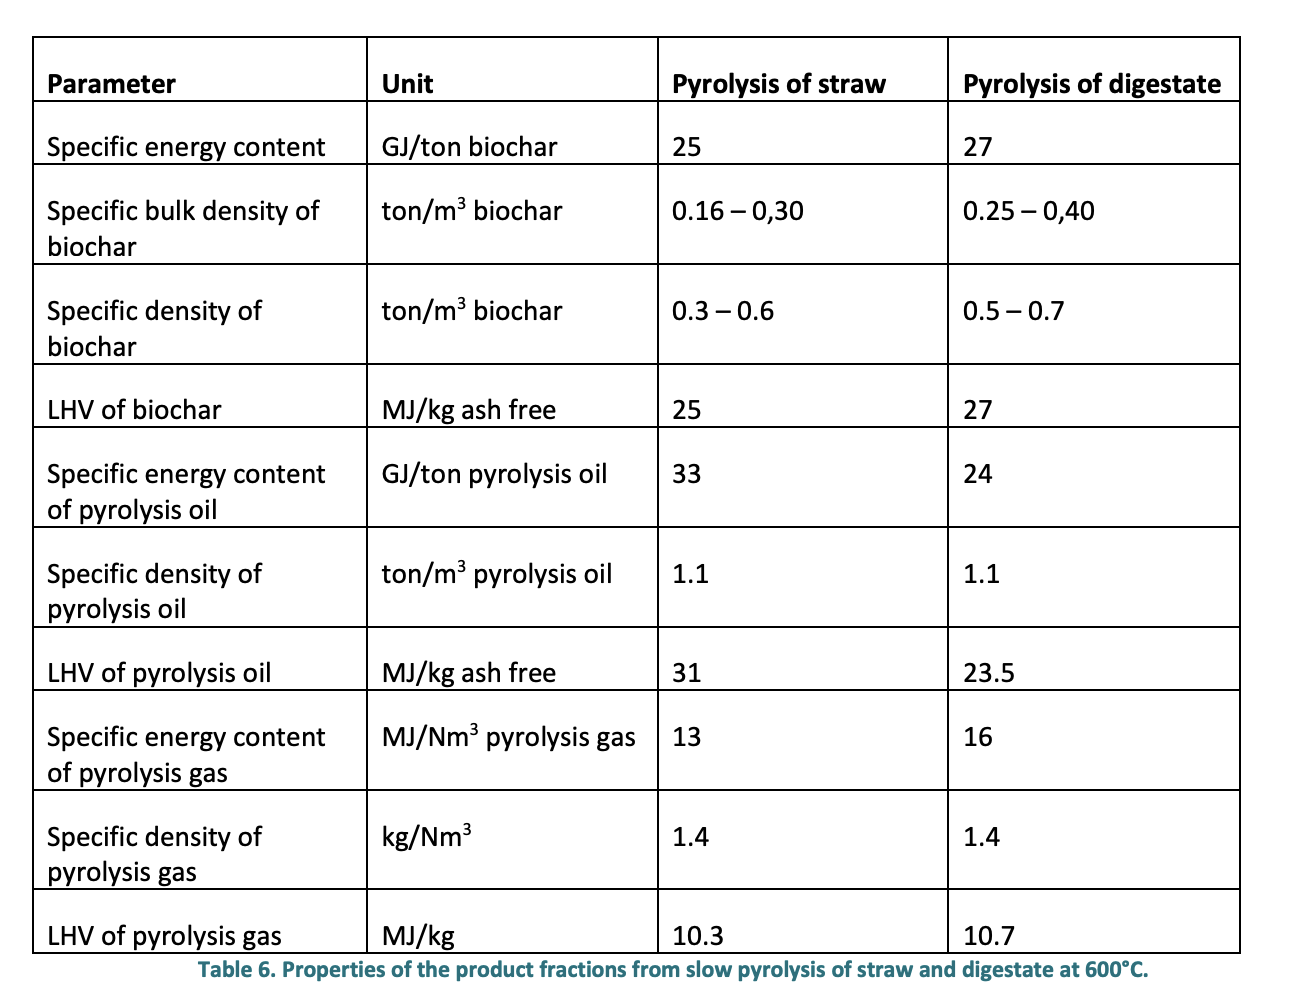 Parameter Unit Pyrolysis of straw Pyrolysis of digestate
Specific energy content GJ/ton biochar 25 27
Specific bulk density of ton/m³ biochar 0.16 – 0,30 0.25 – 0,40
biochar
Specific density of ton/m³ biochar 0.3 – 0.6 0.5 – 0.7
biochar
LHV of biochar MJ/kg ash free 25 27
Specific energy content GJ/ton pyrolysis oil 33 24
of pyrolysis oil
Specific density of ton/m³ pyrolysis oil 1.1 1.1
pyrolysis oil
LHV of pyrolysis oil MJ/kg ash free 31 23.5
Specific energy content MJ/Nm³ pyrolysis gas 13 16
of pyrolysis gas
Specific density of kg/Nm³ 1.4 1.4
pyrolysis gas
LHV of pyrolysis gas MJ/kg 10.3 10.7
Table 6. Properties of the product fractions from slow pyrolysis of straw and digestate at 600°C.